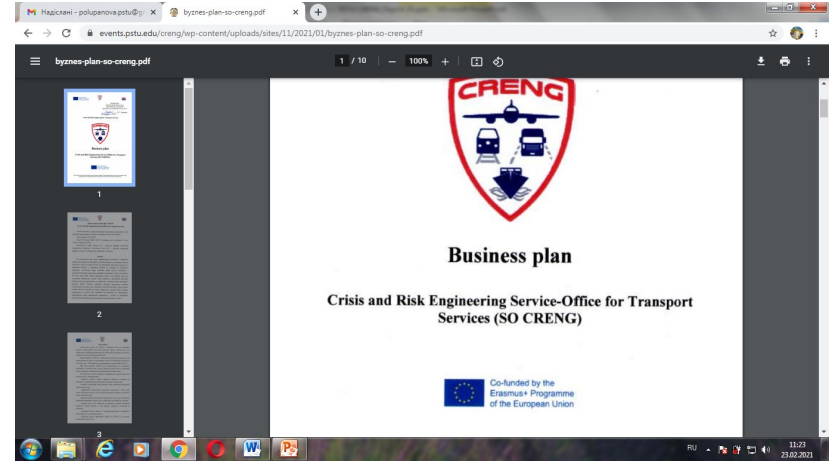 Надіслані - polupanova.pstu@gm
byznes-plan-so-creng.pdf
events.pstu.edu/creng/wp-content/uploads/sites/11/2021/01/byznes-plan-so-creng.pdf
byznes-plan-so-creng.pdf
1 / 10
100%
1
2
3
CRENG
Business plan
Crisis and Risk Engineering Service-Office for Transport
Services (SO CRENG)
Co-funded by the
Erasmus+ Programme
of the European Union
RU
11:23
23.02.2021